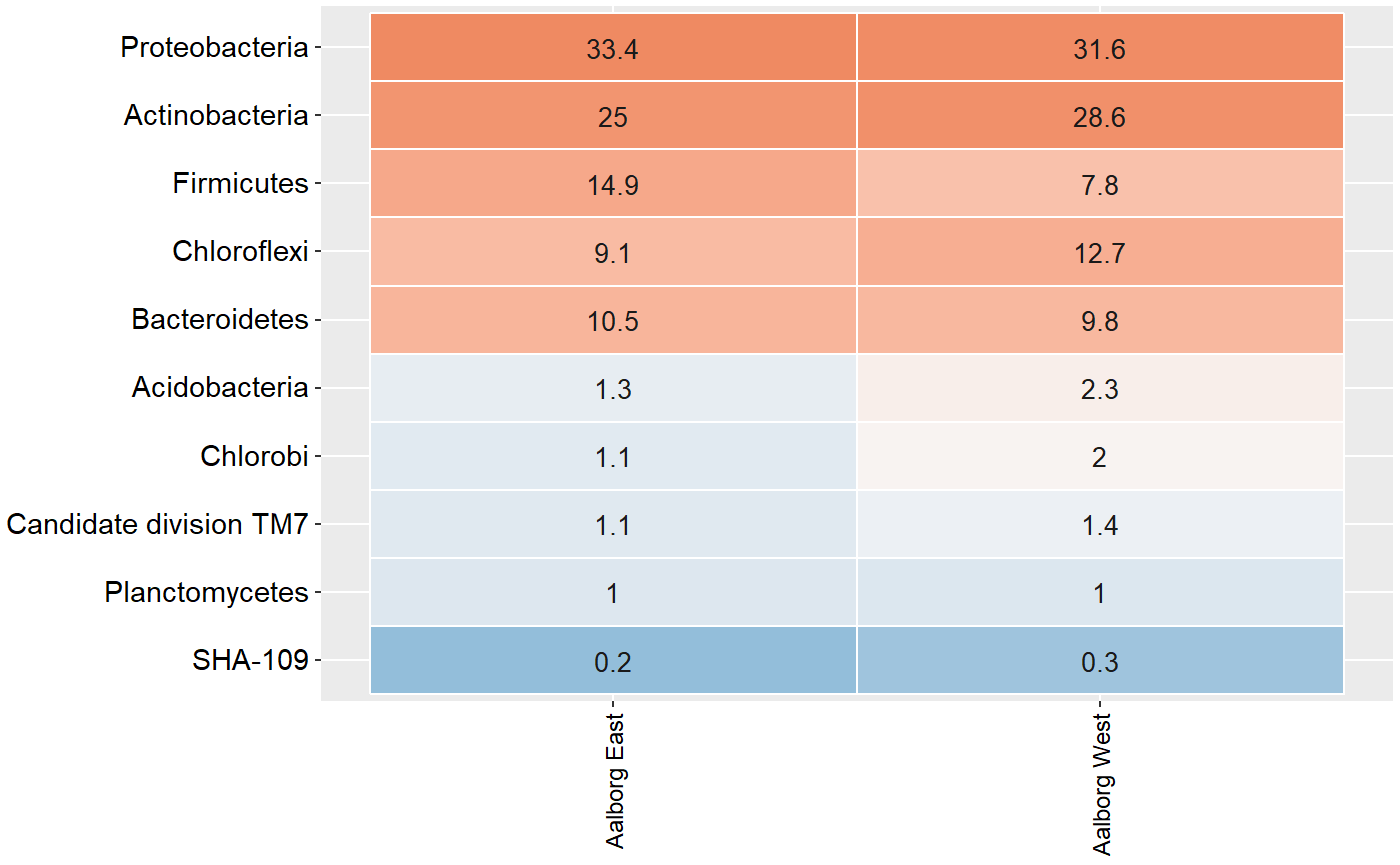 Proteobacteria 33.4 31.6
Actinobacteria 25 28.6
Firmicutes 14.9 7.8
Chloroflexi 9.1 12.7
Bacteroidetes 10.5 9.8
Acidobacteria 1.3 2.3
Chlorobi 1.1 2
Candidate division TM7 1.1 1.4
Planctomycetes 1 1
SHA-109 0.2 0.3
Aalborg East
Aalborg West